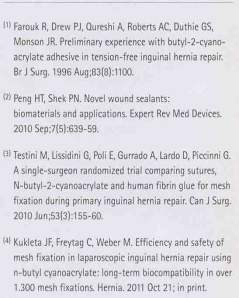 (1) Farouk R, Drew PJ, Qureshi A, Roberts AC, Duthie GS,
Monson JR. Preliminary experience with butyl-2-cyano-
acrylate adhesive in tension-free inguinal hernia repair.
Br J Surg. 1996 Aug;83(8):1100.
(2) Peng HT, Shek PN. Novel wound sealants:
biomaterials and applications. Expert Rev Med Devices.
2010 Sep;7(5):639-59.
(3) Testini M, Lissidini G, Poli E, Gurrado A, Lardo D, Piccinni G.
A single-surgeon randomized trial comparing sutures,
N-butyl-2-cyanoacrylate and human fibrin glue for mesh
fixation during primary inguinal hernia repair. Can J Surg.
2010 Jun;53(3):155-60.
(4) Kukleta JF, Freytag C, Weber M. Efficiency and safety of
mesh fixation in laparoscopic inguinal hernia repair using
n-butyl cyanoacrylate: long-term biocompatibility in over
1.300 mesh fixations. Hernia. 2011 Oct 21; in print.